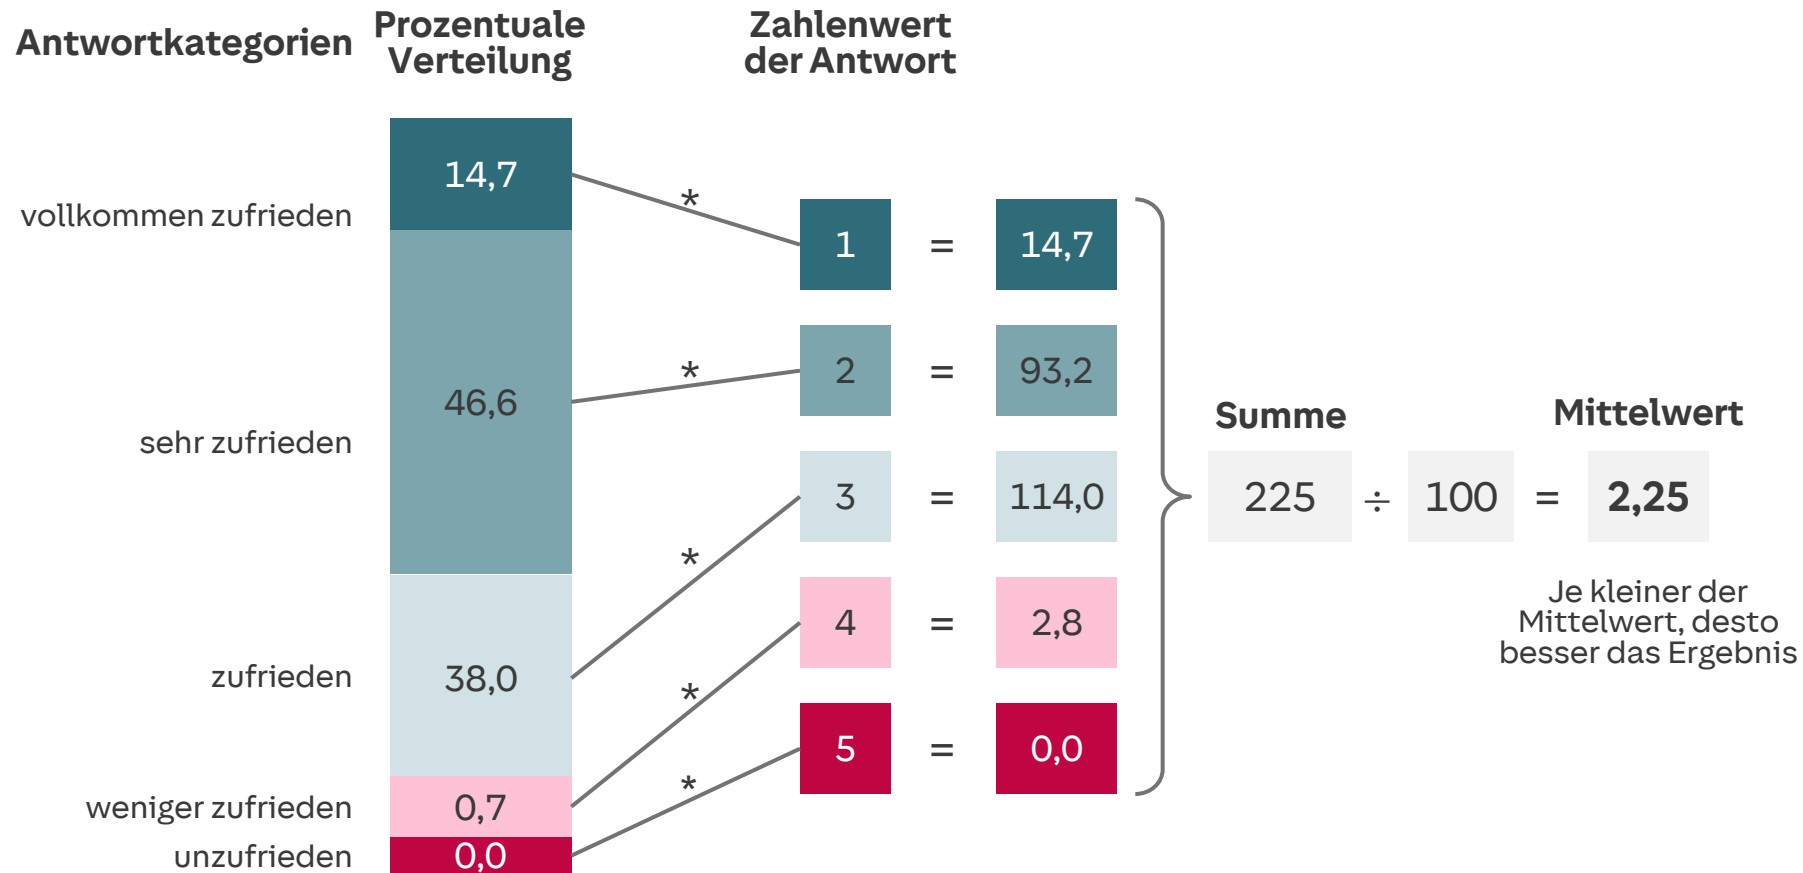 Antwortkategorien
Prozentuale
Verteilung
Zahlenwert
der Antwort
vollkommen zufrieden
14,7
*
1 = 14,7
sehr zufrieden
46,6
*
2 = 93,2
zufrieden
38,0
*
3 = 114,0
weniger zufrieden
0,7
*
4 = 2,8
unzufrieden
0,0
*
5 = 0,0
Summe
Mittelwert
225 ÷ 100 = 2,25
Je kleiner der
Mittelwert, desto
besser das Ergebnis